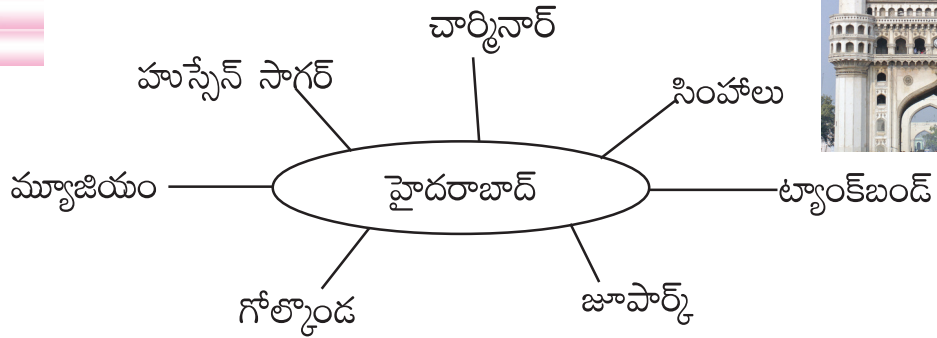 చార్మినార్
హుస్సేన్ సాగర్
సింహాలు
మ్యూజియం
హైదరాబాద్
ట్యాంక్‌బండ్
గోల్కొండ
జూపార్క్